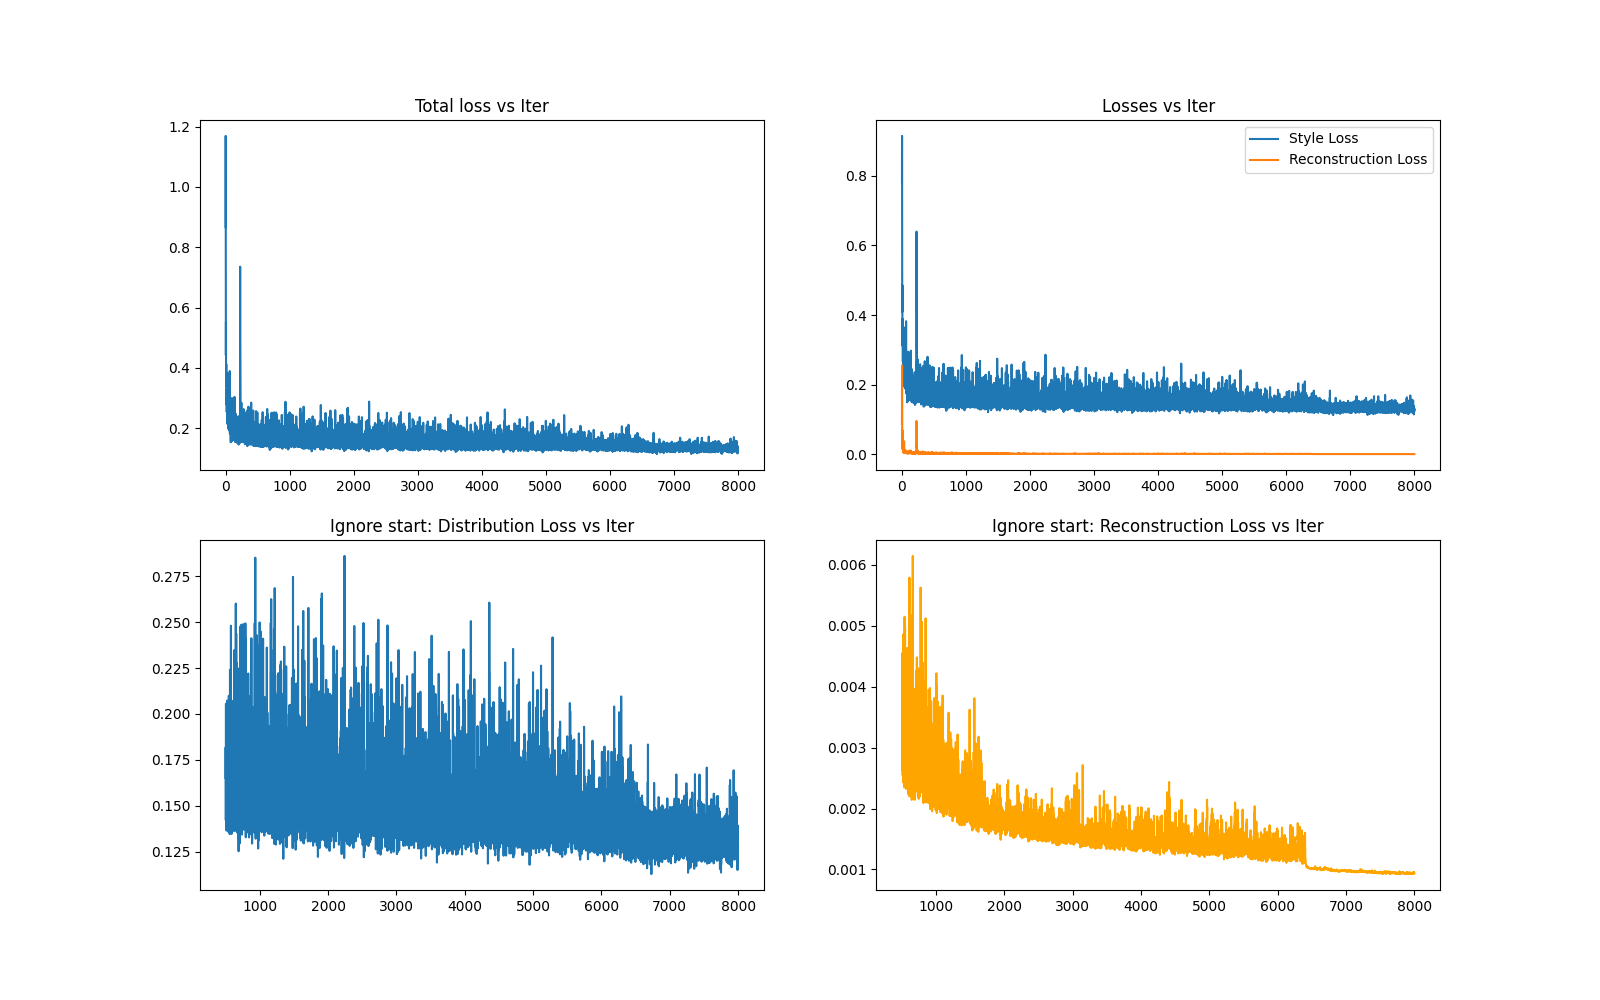 Total loss vs Iter
1.2
1.0
0.8
0.6
0.4
0.2
0 1000 2000 3000 4000 5000 6000 7000 8000
Losses vs Iter
Style Loss
Reconstruction Loss
0.8
0.6
0.4
0.2
0.0
0 1000 2000 3000 4000 5000 6000 7000 8000
Ignore start: Distribution Loss vs Iter
0.275
0.250
0.225
0.200
0.175
0.150
0.125
1000 2000 3000 4000 5000 6000 7000 8000
Ignore start: Reconstruction Loss vs Iter
0.006
0.005
0.004
0.003
0.002
0.001
1000 2000 3000 4000 5000 6000 7000 8000